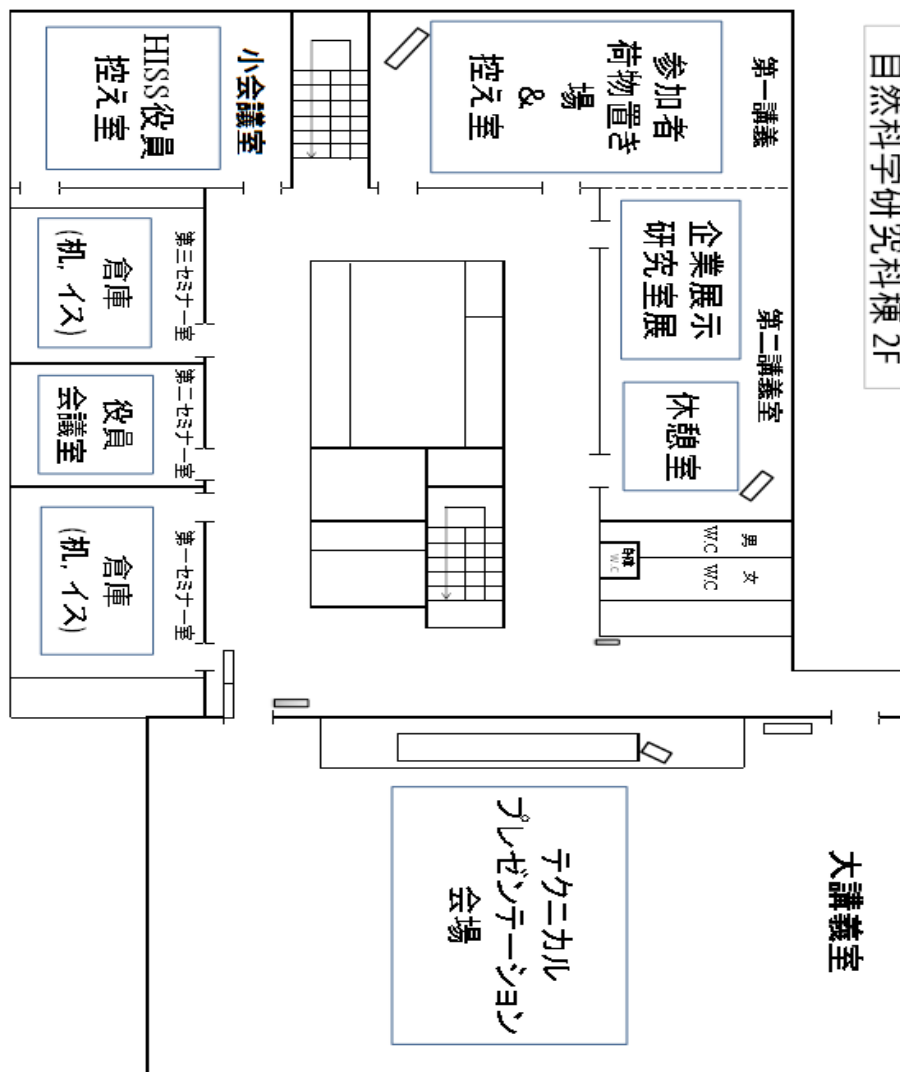 自然科学研究科棟 2F
第一講義
参加者
荷物置き
場
&
控え室
第二講義室
企業展示
研究室展
休憩室
男
W.C
女
W.C
W.C
大講義室
テクニカル
プレゼンテーション
会場
小会議室
HISS役員
控え室
第三セミナー室
倉庫
(机, イス)
第二セミナー室
役員
会議室
第一セミナー室
倉庫
(机, イス)